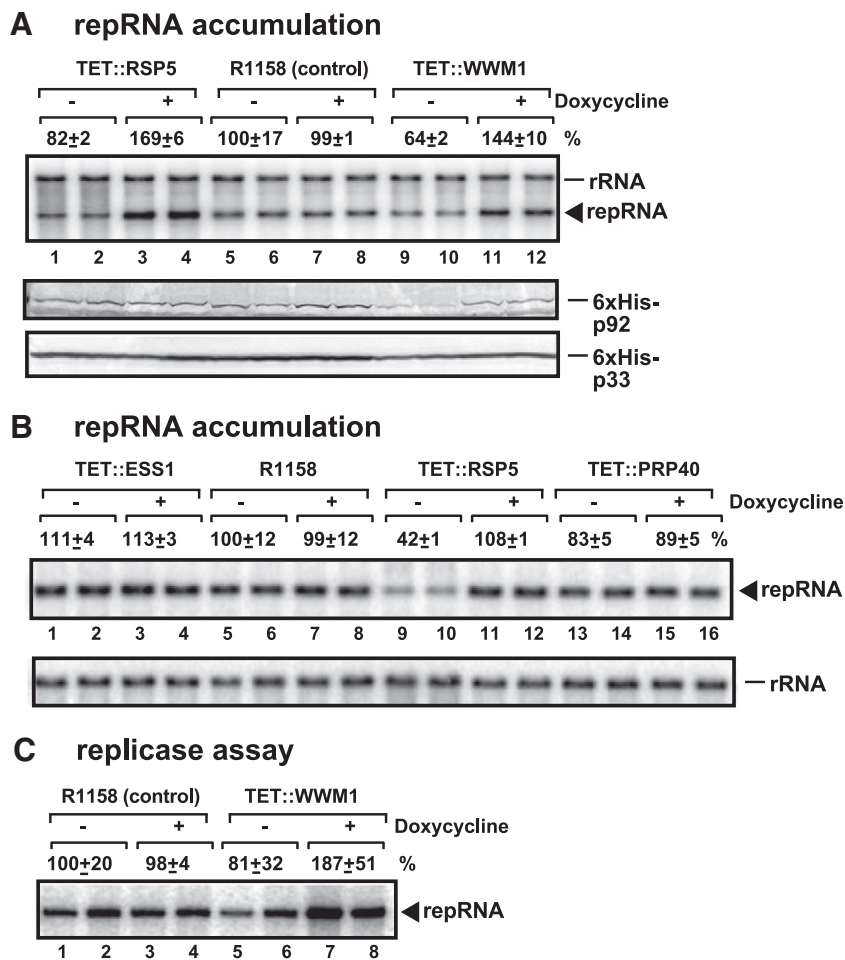 A repRNA accumulation
TET::RSP5 R1158 (control) TET::WWM1
- + - + - + Doxycycline
82±2 169±6 100±17 99±1 64±2 144±10 %
rRNA
repRNA
1 2 3 4 5 6 7 8 9 10 11 12
6xHis-
p92
6xHis-
p33
B repRNA accumulation
TET::ESS1 R1158 TET::RSP5 TET::PRP40
- + - + - + - + Doxycycline
111±4 113±3 100±12 99±12 42±1 108±1 83±5 89±5 %
repRNA
1 2 3 4 5 6 7 8 9 10 11 12 13 14 15 16
rRNA
C replicase assay
R1158 (control) TET::WWM1
- + - + Doxycycline
100±20 98±4 81±32 187±51 %
repRNA
1 2 3 4 5 6 7 8